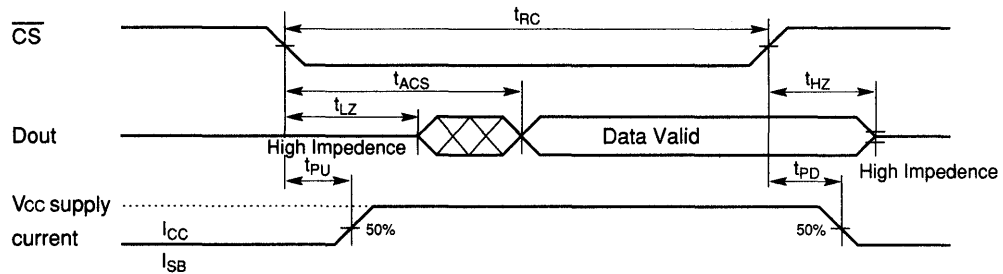 CS
tRC
tACS
tHZ
tLZ
Dout
Data Valid
High Impedence
High Impedence
tPU
tPD
Vcc supply
current
ICC
50%
50%
ISB